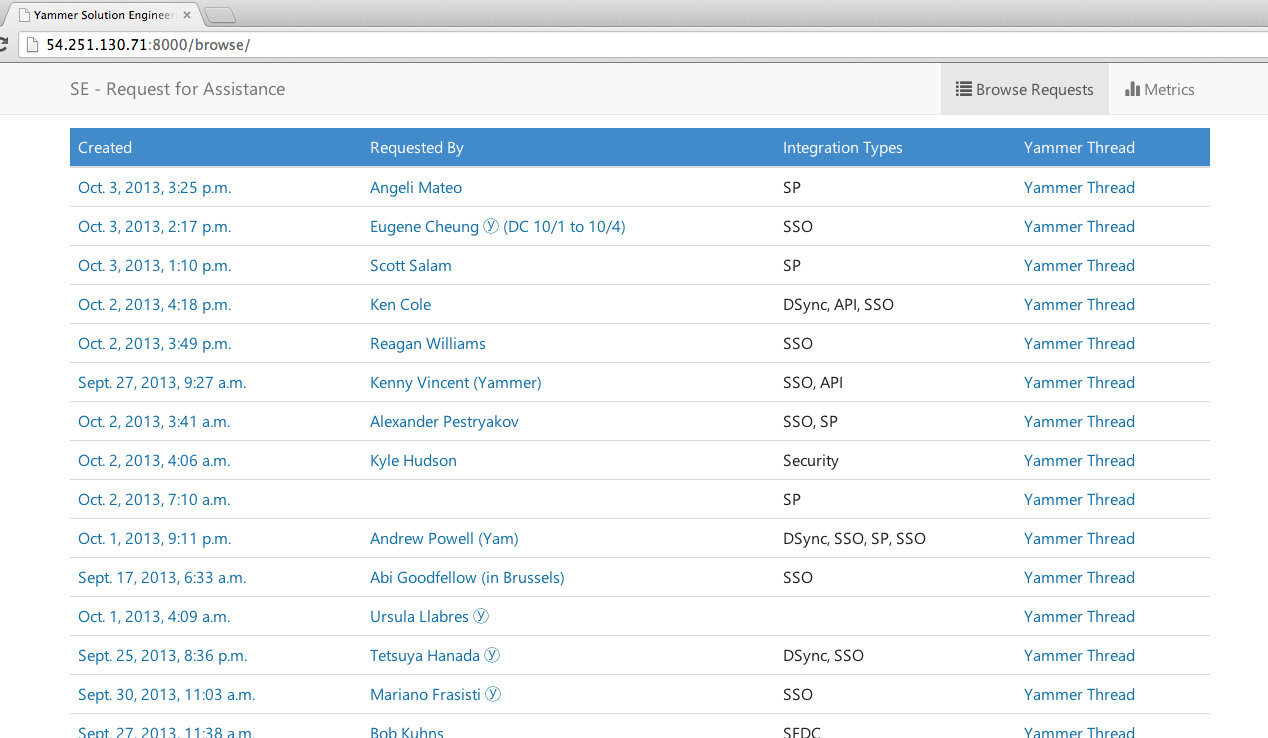 Yammer Solution Engineer
54.251.130.71:8000/browse/
SE - Request for Assistance Browse Requests Metrics
Created Requested By Integration Types Yammer Thread
Oct. 3, 2013, 3:25 p.m. Angeli Mateo SP Yammer Thread
Oct. 3, 2013, 2:17 p.m. Eugene Cheung ⓨ (DC 10/1 to 10/4) SSO Yammer Thread
Oct. 3, 2013, 1:10 p.m. Scott Salam SP Yammer Thread
Oct. 2, 2013, 4:18 p.m. Ken Cole DSync, API, SSO Yammer Thread
Oct. 2, 2013, 3:49 p.m. Reagan Williams SSO Yammer Thread
Sept. 27, 2013, 9:27 a.m. Kenny Vincent (Yammer) SSO, API Yammer Thread
Oct. 2, 2013, 3:41 a.m. Alexander Pestryakov SSO, SP Yammer Thread
Oct. 2, 2013, 4:06 a.m. Kyle Hudson Security Yammer Thread
Oct. 2, 2013, 7:10 a.m. SP Yammer Thread
Oct. 1, 2013, 9:11 p.m. Andrew Powell (Yam) DSync, SSO, SP, SSO Yammer Thread
Sept. 17, 2013, 6:33 a.m. Abi Goodfellow (in Brussels) SSO Yammer Thread
Oct. 1, 2013, 4:09 a.m. Ursula Llabres ⓨ Yammer Thread
Sept. 25, 2013, 8:36 p.m. Tetsuya Hanada ⓨ DSync, SSO Yammer Thread
Sept. 30, 2013, 11:03 a.m. Mariano Frasisti ⓨ SSO Yammer Thread
Sept. 27, 2013, 11:38 a.m. Bob Kuhns SFDC Yammer Thread